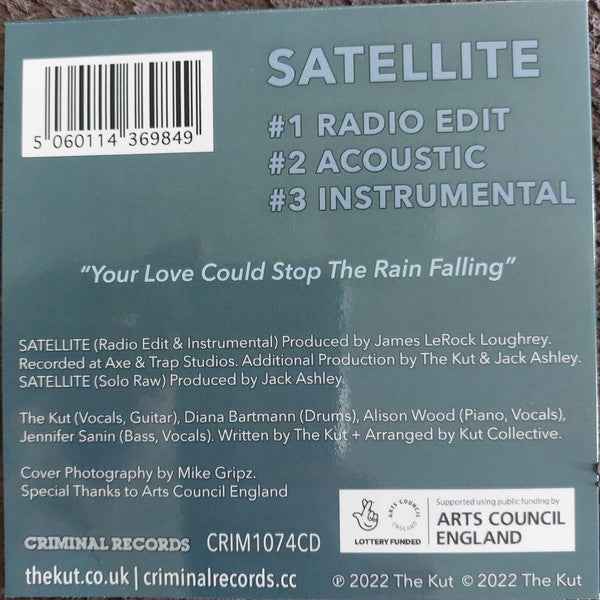 5 060114 369849
SATELLITE
#1 RADIO EDIT
#2 ACOUSTIC
#3 INSTRUMENTAL
"Your Love Could Stop The Rain Falling"
SATELLITE (Radio Edit & Instrumental) Produced by James LeRock Loughrey.
Recorded at Axe & Trap Studios. Additional Production by The Kut & Jack Ashley.
SATELLITE (Solo Raw) Produced by Jack Ashley.
The Kut (Vocals, Guitar), Diana Bartmann (Drums), Alison Wood (Piano, Vocals),
Jennifer Sanin (Bass, Vocals). Written by The Kut + Arranged by Kut Collective.
Cover Photography by Mike Gripz.
Special Thanks to Arts Council England
CRIMINAL RECORDS CRIM1074CD
thekut.co.uk | criminalrecords.cc
LOTTERY FUNDED
ARTS COUNCIL
ENGLAND
Supported using public funding by
ARTS COUNCIL
ENGLAND
℗ 2022 The Kut © 2022 The Kut